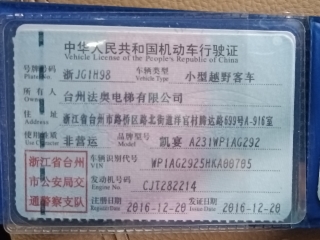 中华人民共和国机动车行驶证
Vehicle License of the People's Republic of China
号牌号码 浙JG1H98 车辆类型 小型越野客车
Plate No. Vehicle Type
所有人 台州法奥电梯有限公司
Owner
住址 浙江省台州市路桥区路北街道洋宫村腾达路699号A-916室
Address
使用性质 非营运 品牌型号 凯宴 A231WP1AG292
Use Character Model
浙江省台州市公安局交通警察支队
车辆识别代号 WP1AG2925HKA00785
VIN
发动机号码 CJT282214
Engine No.
注册日期 2016-12-20 发证日期 2016-12-20
Register Date Issue Date